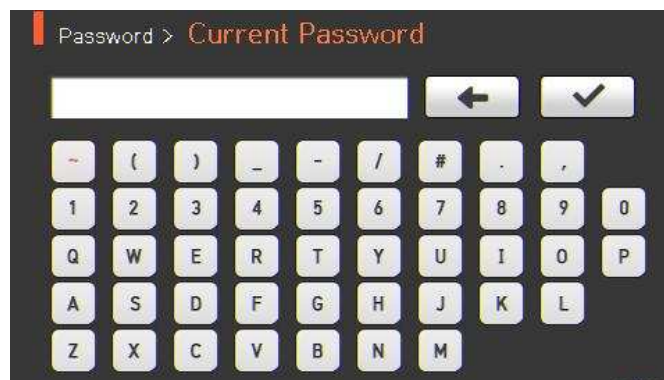 Password > Current Password
~ ( ) _ - / # . ,
1 2 3 4 5 6 7 8 9 0
Q W E R T Y U I O P
A S D F G H J K L
Z X C V B N M